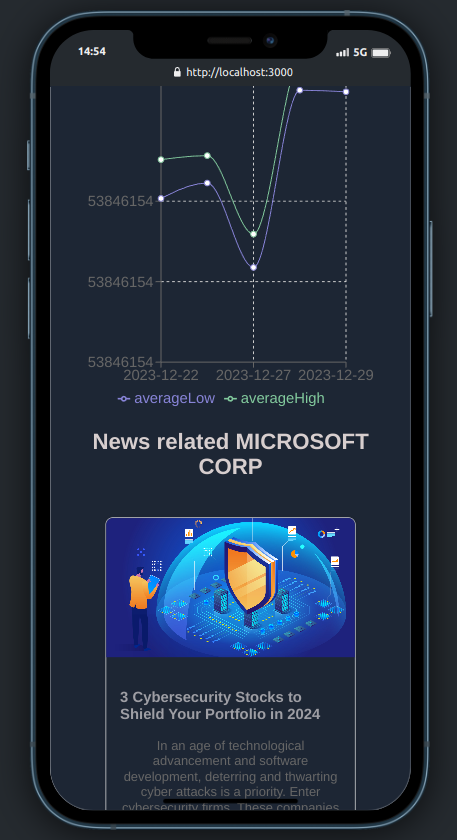 14:54
5G
http://localhost:3000
53846154
53846154
53846154
2023-12-22 2023-12-27 2023-12-29
averageLow averageHigh
News related MICROSOFT
CORP
3 Cybersecurity Stocks to
Shield Your Portfolio in 2024
In an age of technological
advancement and software
development, deterring and thwarting
cyber attacks is a priority. Enter
cybersecurity firms. These companies